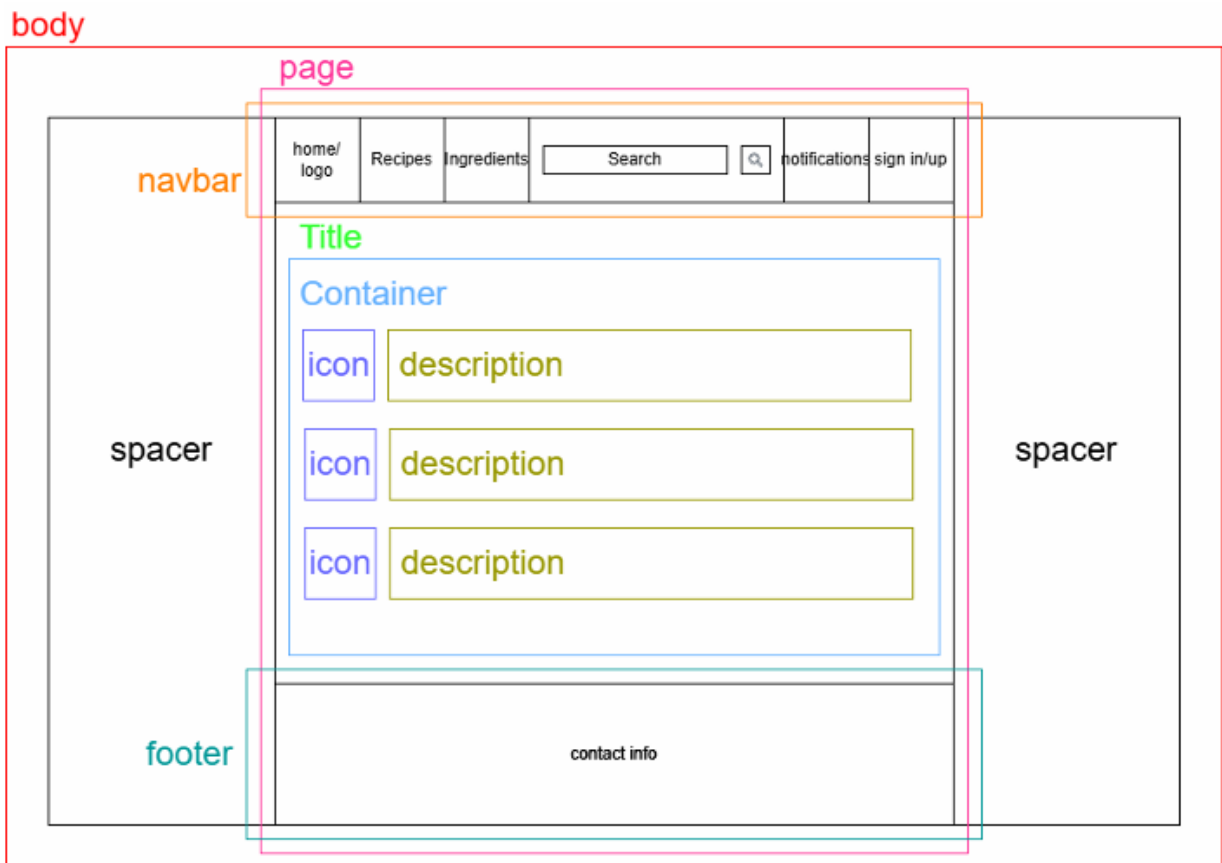 body
page
navbar
home/
logo
Recipes
Ingredients
Search
notifications
sign in/up
Title
Container
icon
description
icon
description
icon
description
spacer
spacer
footer
contact info